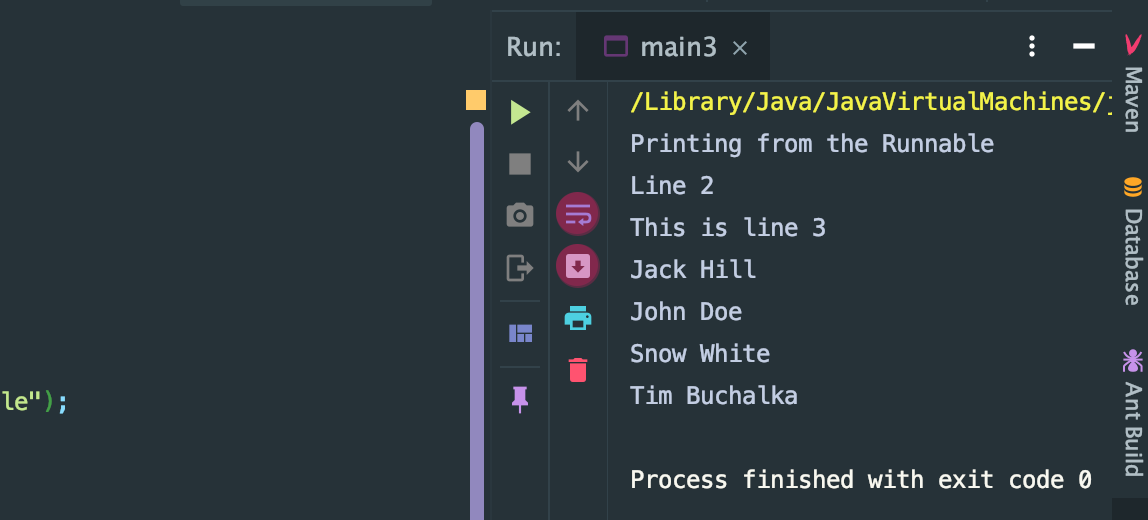 Run:
main3
/Library/Java/JavaVirtualMachines/
Printing from the Runnable
Line 2
This is line 3
Jack Hill
John Doe
Snow White
Tim Buchalka
Process finished with exit code 0
le");
Maven
Database
Ant Build